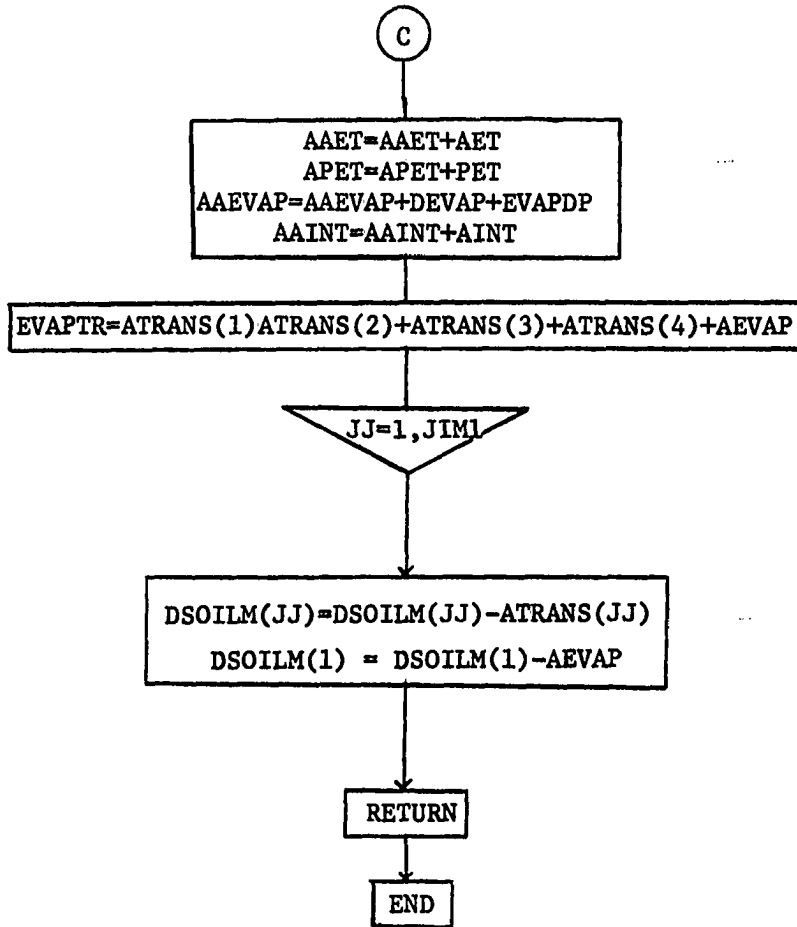 C
AAET=AAET+AET
APET=APET+PET
AAEVAP=AAEVAP+DEVAP+EVAPDP
AAINT=AAINT+AINT
EVAPTR=ATRANS(1)ATRANS(2)+ATRANS(3)+ATRANS(4)+AEVAP
JJ=1,JIM1
DSOILM(JJ)=DSOILM(JJ)-ATRANS(JJ)
DSOILM(1) = DSOILM(1)-AEVAP
RETURN
END